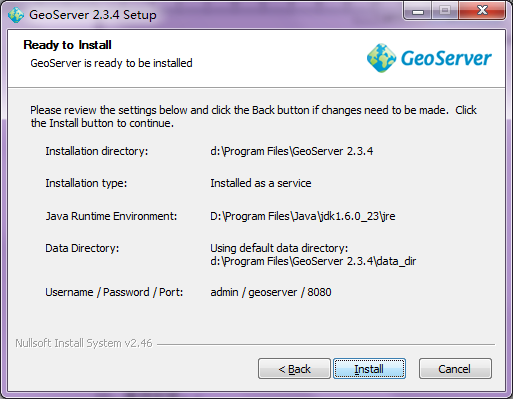 GeoServer 2.3.4 Setup
Ready to Install
GeoServer is ready to be installed
GeoServer
Please review the settings below and click the Back button if changes need to be made.  Click
the Install button to continue.
Installation directory: d:\Program Files\GeoServer 2.3.4
Installation type: Installed as a service
Java Runtime Environment: D:\Program Files\Java\jdk1.6.0_23\jre
Data Directory: Using default data directory:
d:\Program Files\GeoServer 2.3.4\data_dir
Username / Password / Port: admin / geoserver / 8080
Nullsoft Install System v2.46
< Back Install Cancel